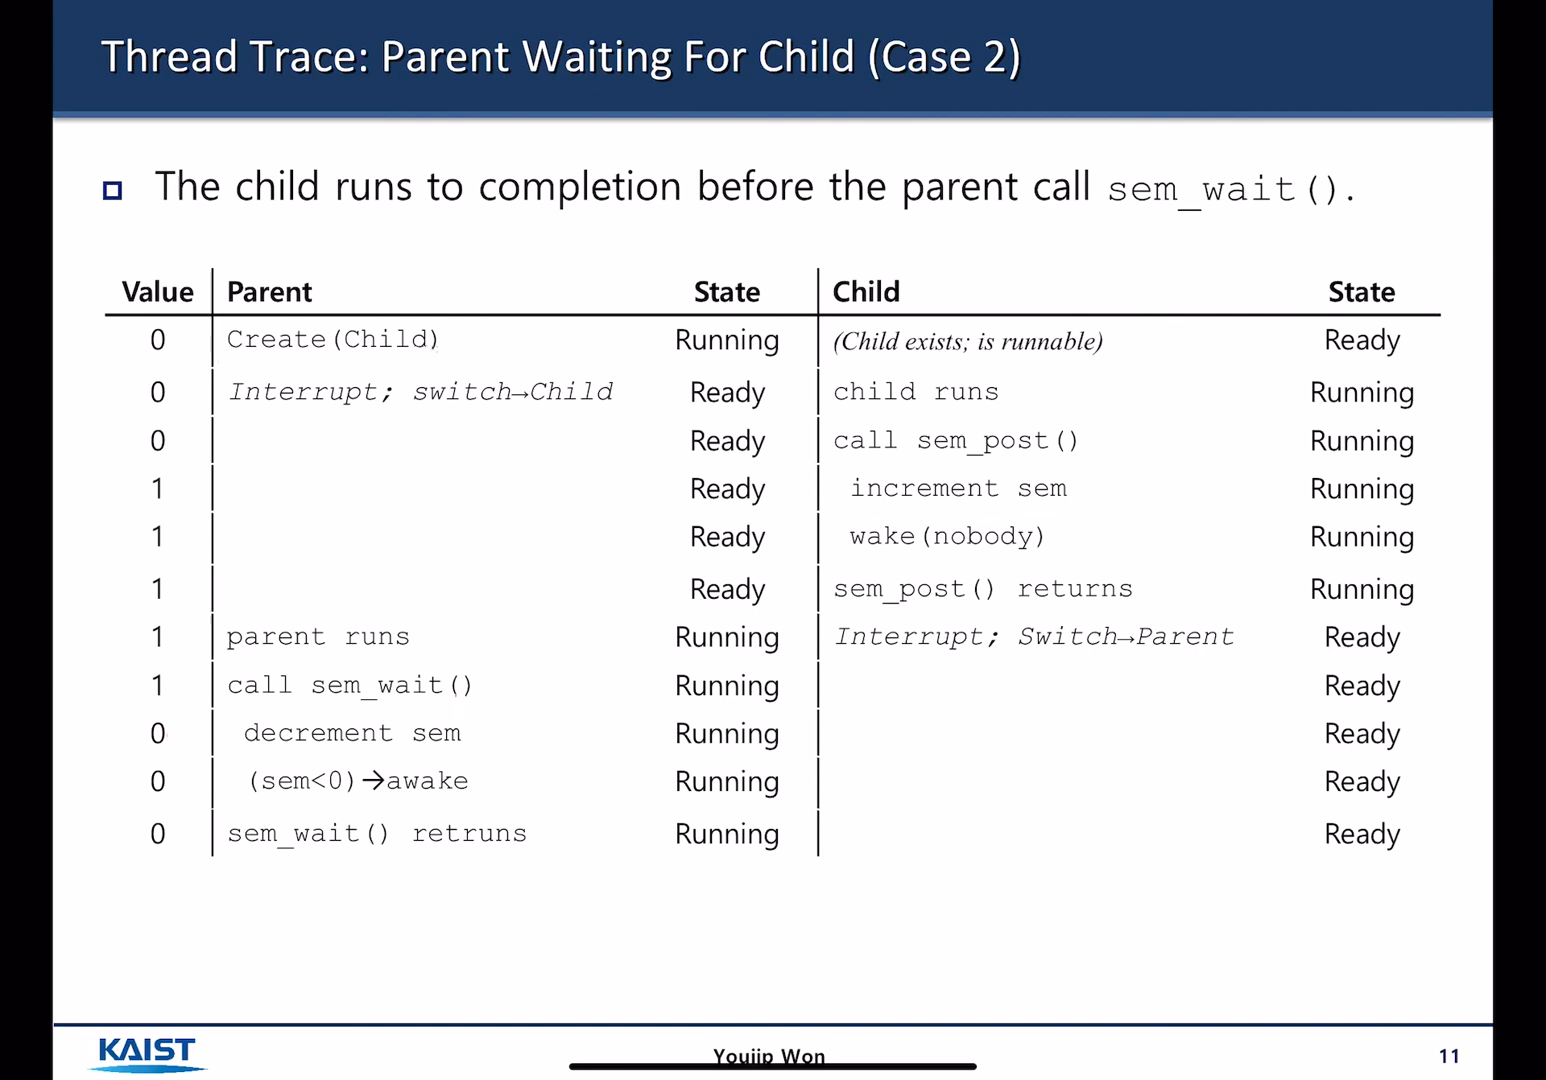 Thread Trace: Parent Waiting For Child (Case 2)
The child runs to completion before the parent call sem_wait().
Value Parent State Child State
0 Create(Child) Running (Child exists; is runnable) Ready
0 Interrupt; switch→Child Ready child runs Running
0 Ready call sem_post() Running
1 Ready increment sem Running
1 Ready wake(nobody) Running
1 Ready sem_post() returns Running
1 parent runs Running Interrupt; Switch→Parent Ready
1 call sem_wait() Running Ready
0 decrement sem Running Ready
0 (sem<0)→awake Running Ready
0 sem_wait() retruns Running Ready
KAIST Youjip Won 11